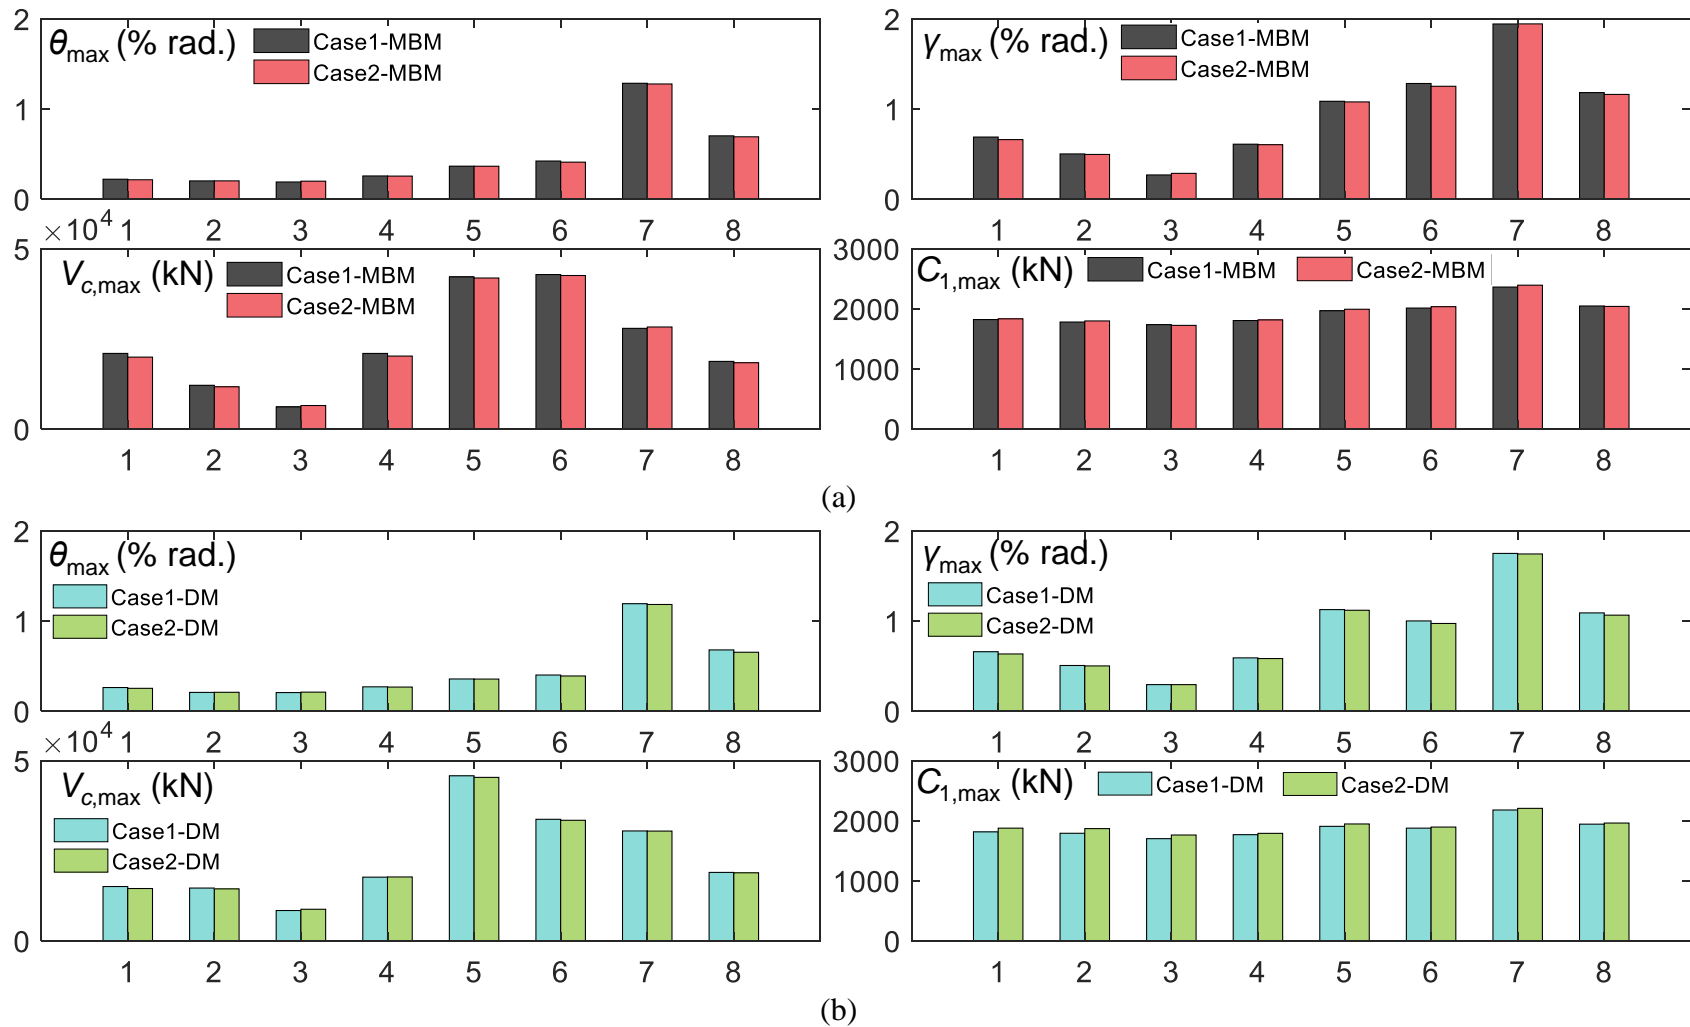 2
1
0
θmax (% rad.)
Case1-MBM
Case2-MBM
×10^4 1 2 3 4 5 6 7 8
2
1
0
γmax (% rad.)
Case1-MBM
Case2-MBM
1 2 3 4 5 6 7 8
5
0
Vc,max (kN)
Case1-MBM
Case2-MBM
1 2 3 4 5 6 7 8
3000
2000
1000
0
C1,max (kN) Case1-MBM Case2-MBM
1 2 3 4 5 6 7 8
(a)
2
1
0
θmax (% rad.)
Case1-DM
Case2-DM
×10^4 1 2 3 4 5 6 7 8
2
1
0
γmax (% rad.)
Case1-DM
Case2-DM
1 2 3 4 5 6 7 8
5
0
Vc,max (kN)
Case1-DM
Case2-DM
1 2 3 4 5 6 7 8
3000
2000
1000
0
C1,max (kN) Case1-DM Case2-DM
1 2 3 4 5 6 7 8
(b)